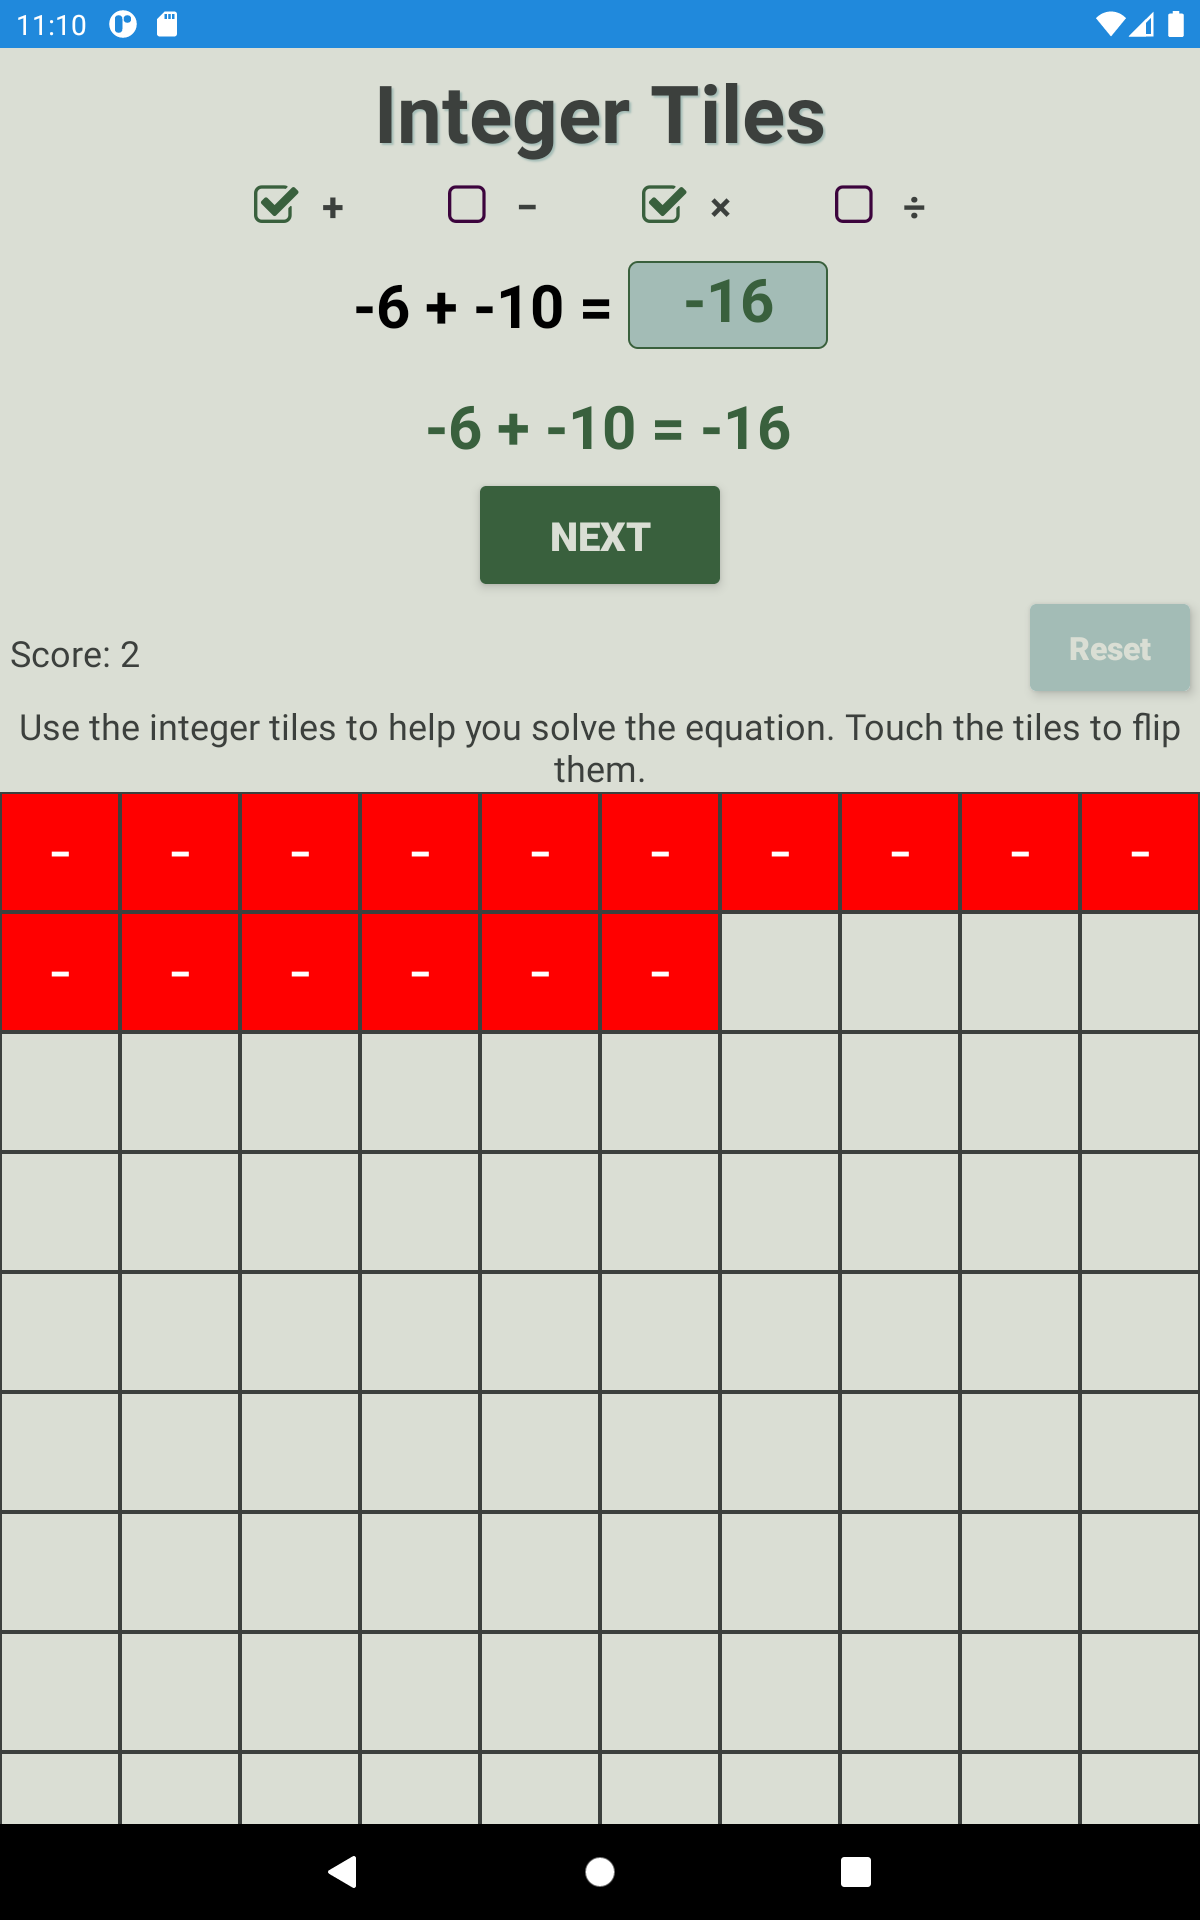 11:10
Integer Tiles
+ − × ÷
-6 + -10 = -16
-6 + -10 = -16
NEXT
Score: 2
Reset
Use the integer tiles to help you solve the equation. Touch the tiles to flip
them.
- - - - - - - - - -
- - - - - -